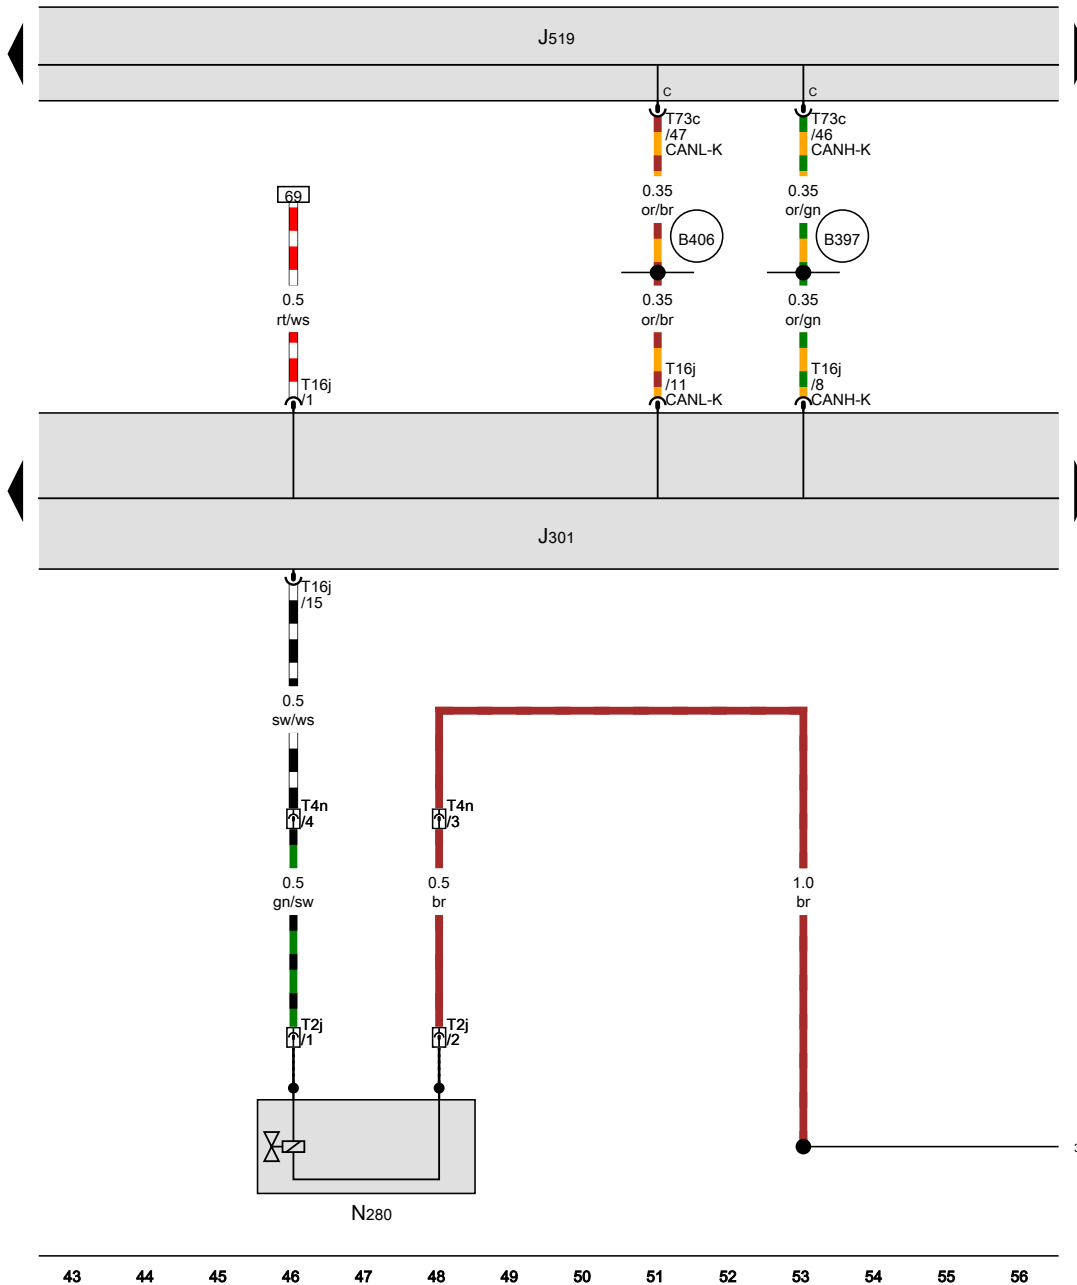 J519
C
C
T73c
/47
CANL-K
T73c
/46
CANH-K
69
0.35
or/br
0.35
or/gn
B406
B397
0.5
rt/ws
0.35
or/br
0.35
or/gn
T16j
/1
T16j
/11
CANL-K
T16j
/8
CANH-K
J301
T16j
/15
0.5
sw/ws
T4n
/4
T4n
/3
0.5
gn/sw
0.5
br
1.0
br
T2j
/1
T2j
/2
N280
43 44 45 46 47 48 49 50 51 52 53 54 55 56